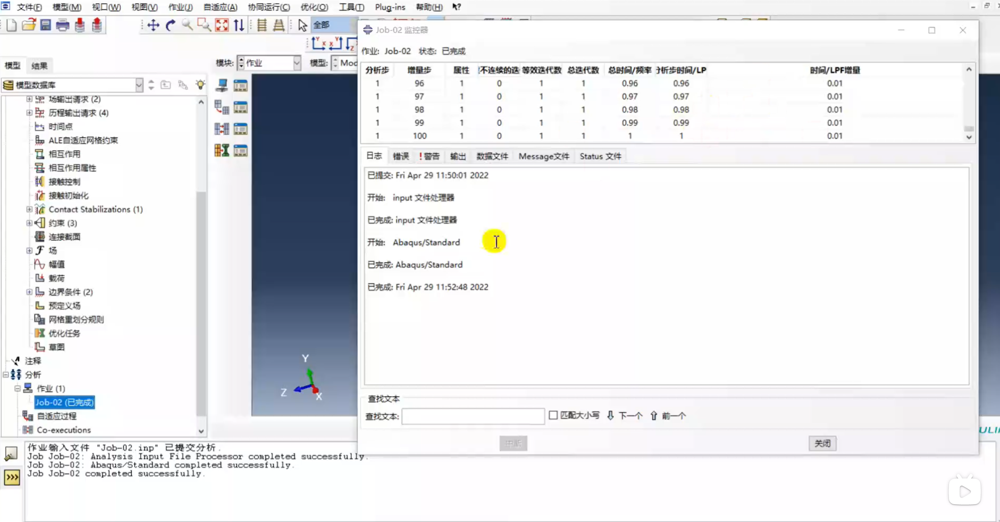 文件(F) 模型(M) 视口(W) 视图(V) 作业(J) 自适应(A) 协同运行(C) 优化(O) 工具(T) Plug-ins 帮助(H)
全部
Job-02 监控器
作业: Job-02 状态: 已完成
模型 结果
模块: 作业 模型: Mod
模型数据库
场输出请求 (2)
历程输出请求 (4)
时间点
ALE自适应网格约束
相互作用
相互作用属性
接触控制
接触初始化
Contact Stabilizations (1)
约束 (3)
连接截面
场
幅值
载荷
边界条件 (2)
预定义场
网格重划分规则
优化任务
草图
注释
分析
作业 (1)
Job-02 (已完成)
自适应过程
Co-executions
Y
Z
X
分析步 增量步 属性 不连续的迭 等效迭代数 总迭代数 总时间/频率 分析步时间/LP 时间/LPF增量
1 96 1 0 1 1 0.96 0.96 0.01
1 97 1 0 1 1 0.97 0.97 0.01
1 98 1 0 1 1 0.98 0.98 0.01
1 99 1 0 1 1 0.99 0.99 0.01
1 100 1 0 1 1 1 1 0.01
日志 错误 !警告 输出 数据文件 Message文件 Status 文件
已提交: Fri Apr 29 11:50:01 2022
开始: input 文件处理器
已完成: input 文件处理器
开始: Abaqus/Standard
已完成: Abaqus/Standard
已完成: Fri Apr 29 11:52:48 2022
查找文本
查找文本: 匹配大小写 下一个 前一个
中断 关闭
作业输入文件 "Job-02.inp" 已提交分析.
Job Job-02: Analysis Input File Processor completed successfully.
Job Job-02: Abaqus/Standard completed successfully.
Job Job-02 completed successfully.